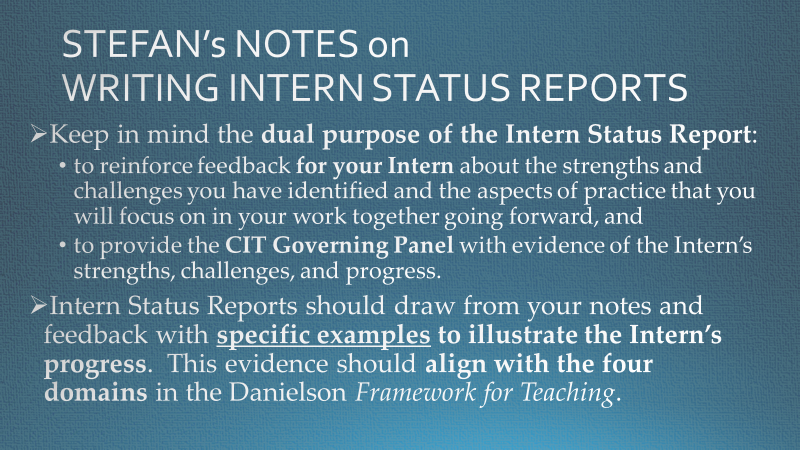 STEFAN's NOTES on
WRITING INTERN STATUS REPORTS
➢Keep in mind the dual purpose of the Intern Status Report:
• to reinforce feedback for your Intern about the strengths and
challenges you have identified and the aspects of practice that you
will focus on in your work together going forward, and
• to provide the CIT Governing Panel with evidence of the Intern's
strengths, challenges, and progress.
➢Intern Status Reports should draw from your notes and
feedback with specific examples to illustrate the Intern's
progress. This evidence should align with the four
domains in the Danielson Framework for Teaching.